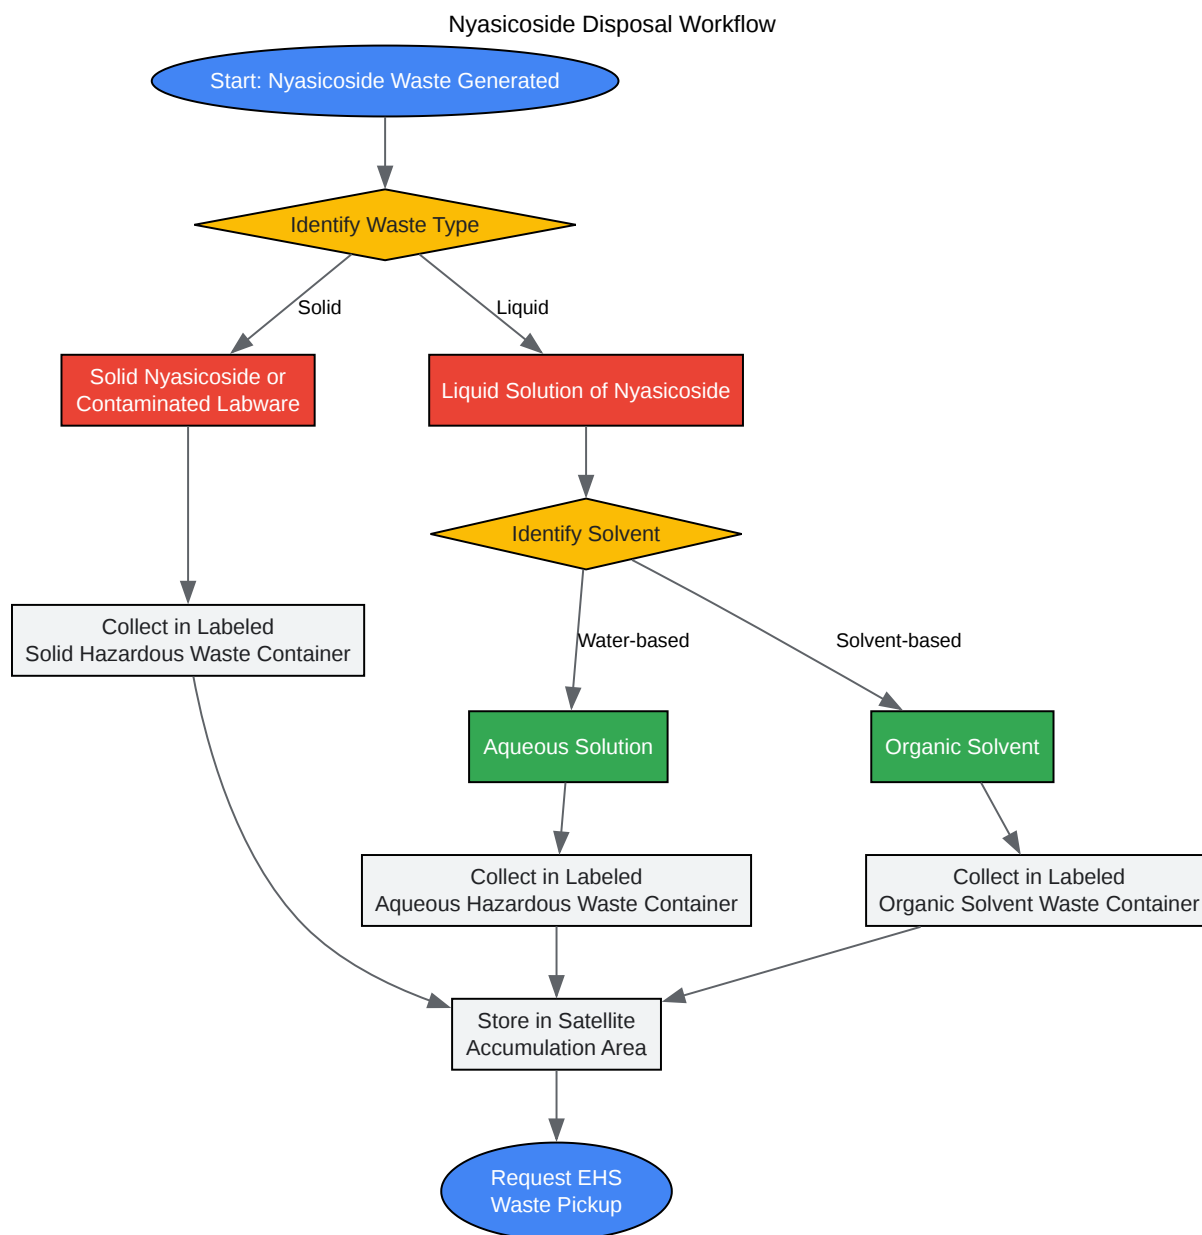 Nyasicoside Disposal Workflow
Start: Nyasicoside Waste Generated
Identify Waste Type
Solid
Liquid
Solid Nyasicoside or
Contaminated Labware
Liquid Solution of Nyasicoside
Identify Solvent
Collect in Labeled
Solid Hazardous Waste Container
Water-based
Solvent-based
Aqueous Solution
Organic Solvent
Collect in Labeled
Aqueous Hazardous Waste Container
Collect in Labeled
Organic Solvent Waste Container
Store in Satellite
Accumulation Area
Request EHS
Waste Pickup